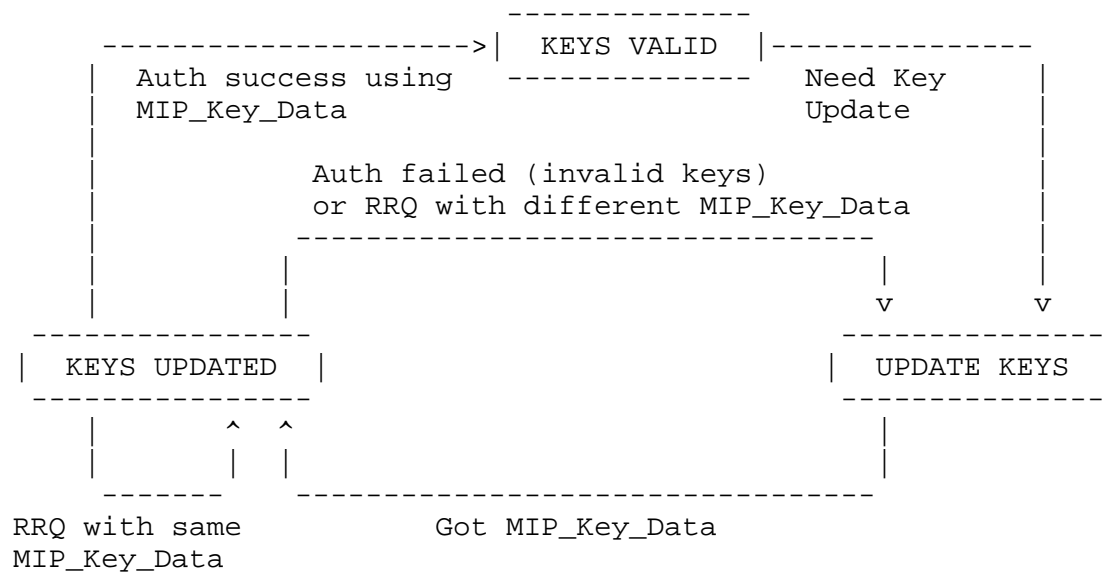 KEYS VALID
Auth success using Need Key
MIP_Key_Data Update
Auth failed (invalid keys)
or RRQ with different MIP_Key_Data
KEYS UPDATED UPDATE KEYS
RRQ with same Got MIP_Key_Data
MIP_Key_Data